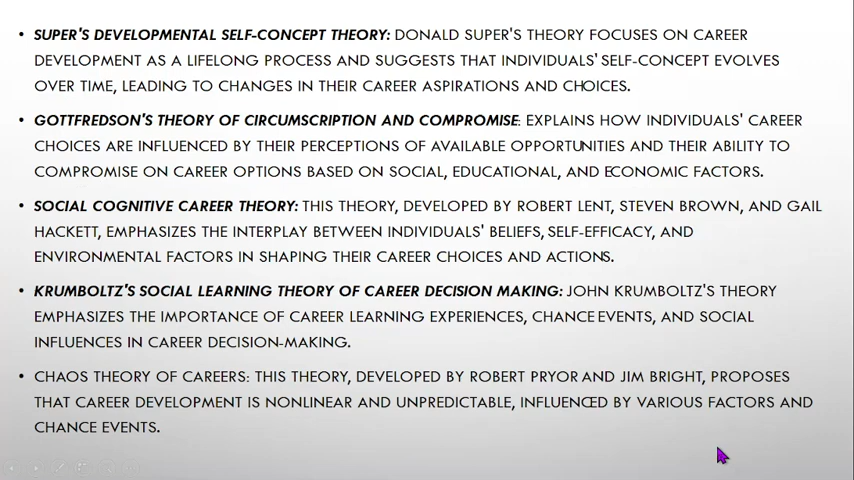 • SUPER'S DEVELOPMENTAL SELF-CONCEPT THEORY: DONALD SUPER'S THEORY FOCUSES ON CAREER
DEVELOPMENT AS A LIFELONG PROCESS AND SUGGESTS THAT INDIVIDUALS' SELF-CONCEPT EVOLVES
OVER TIME, LEADING TO CHANGES IN THEIR CAREER ASPIRATIONS AND CHOICES.
• GOTTFREDSON'S THEORY OF CIRCUMSCRIPTION AND COMPROMISE: EXPLAINS HOW INDIVIDUALS' CAREER
CHOICES ARE INFLUENCED BY THEIR PERCEPTIONS OF AVAILABLE OPPORTUNITIES AND THEIR ABILITY TO
COMPROMISE ON CAREER OPTIONS BASED ON SOCIAL, EDUCATIONAL, AND ECONOMIC FACTORS.
• SOCIAL COGNITIVE CAREER THEORY: THIS THEORY, DEVELOPED BY ROBERT LENT, STEVEN BROWN, AND GAIL
HACKETT, EMPHASIZES THE INTERPLAY BETWEEN INDIVIDUALS' BELIEFS, SELF-EFFICACY, AND
ENVIRONMENTAL FACTORS IN SHAPING THEIR CAREER CHOICES AND ACTIONS.
• KRUMBOLTZ'S SOCIAL LEARNING THEORY OF CAREER DECISION MAKING: JOHN KRUMBOLTZ'S THEORY
EMPHASIZES THE IMPORTANCE OF CAREER LEARNING EXPERIENCES, CHANCE EVENTS, AND SOCIAL
INFLUENCES IN CAREER DECISION-MAKING.
• CHAOS THEORY OF CAREERS: THIS THEORY, DEVELOPED BY ROBERT PRYOR AND JIM BRIGHT, PROPOSES
THAT CAREER DEVELOPMENT IS NONLINEAR AND UNPREDICTABLE, INFLUENCED BY VARIOUS FACTORS AND
CHANCE EVENTS.